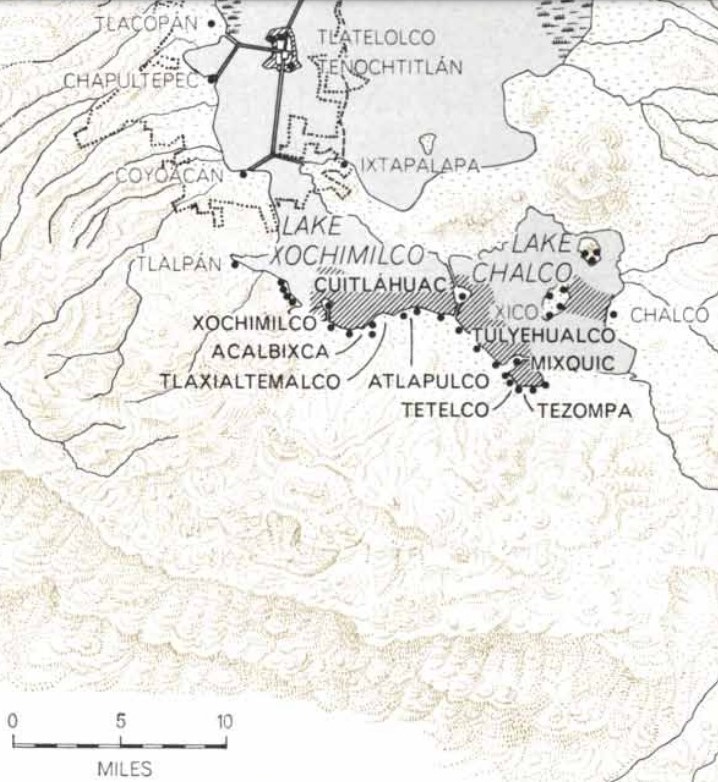 TLACOPÁN
TLATELOLCO
TENOCHTITLÁN
CHAPULTEPEC
IXTAPALAPA
COYOACÁN
LAKE
XOCHIMILCO
LAKE
CHALCO
TLALPÁN
CUITLÁHUAC
XICO
CHALCO
XOCHIMILCO
TULYEHUALCO
ACALBIXCA
MIXQUIC
TLAXIALTEMALCO
ATLAPULCO
TETELCO
TEZOMPA
0 5 10
MILES